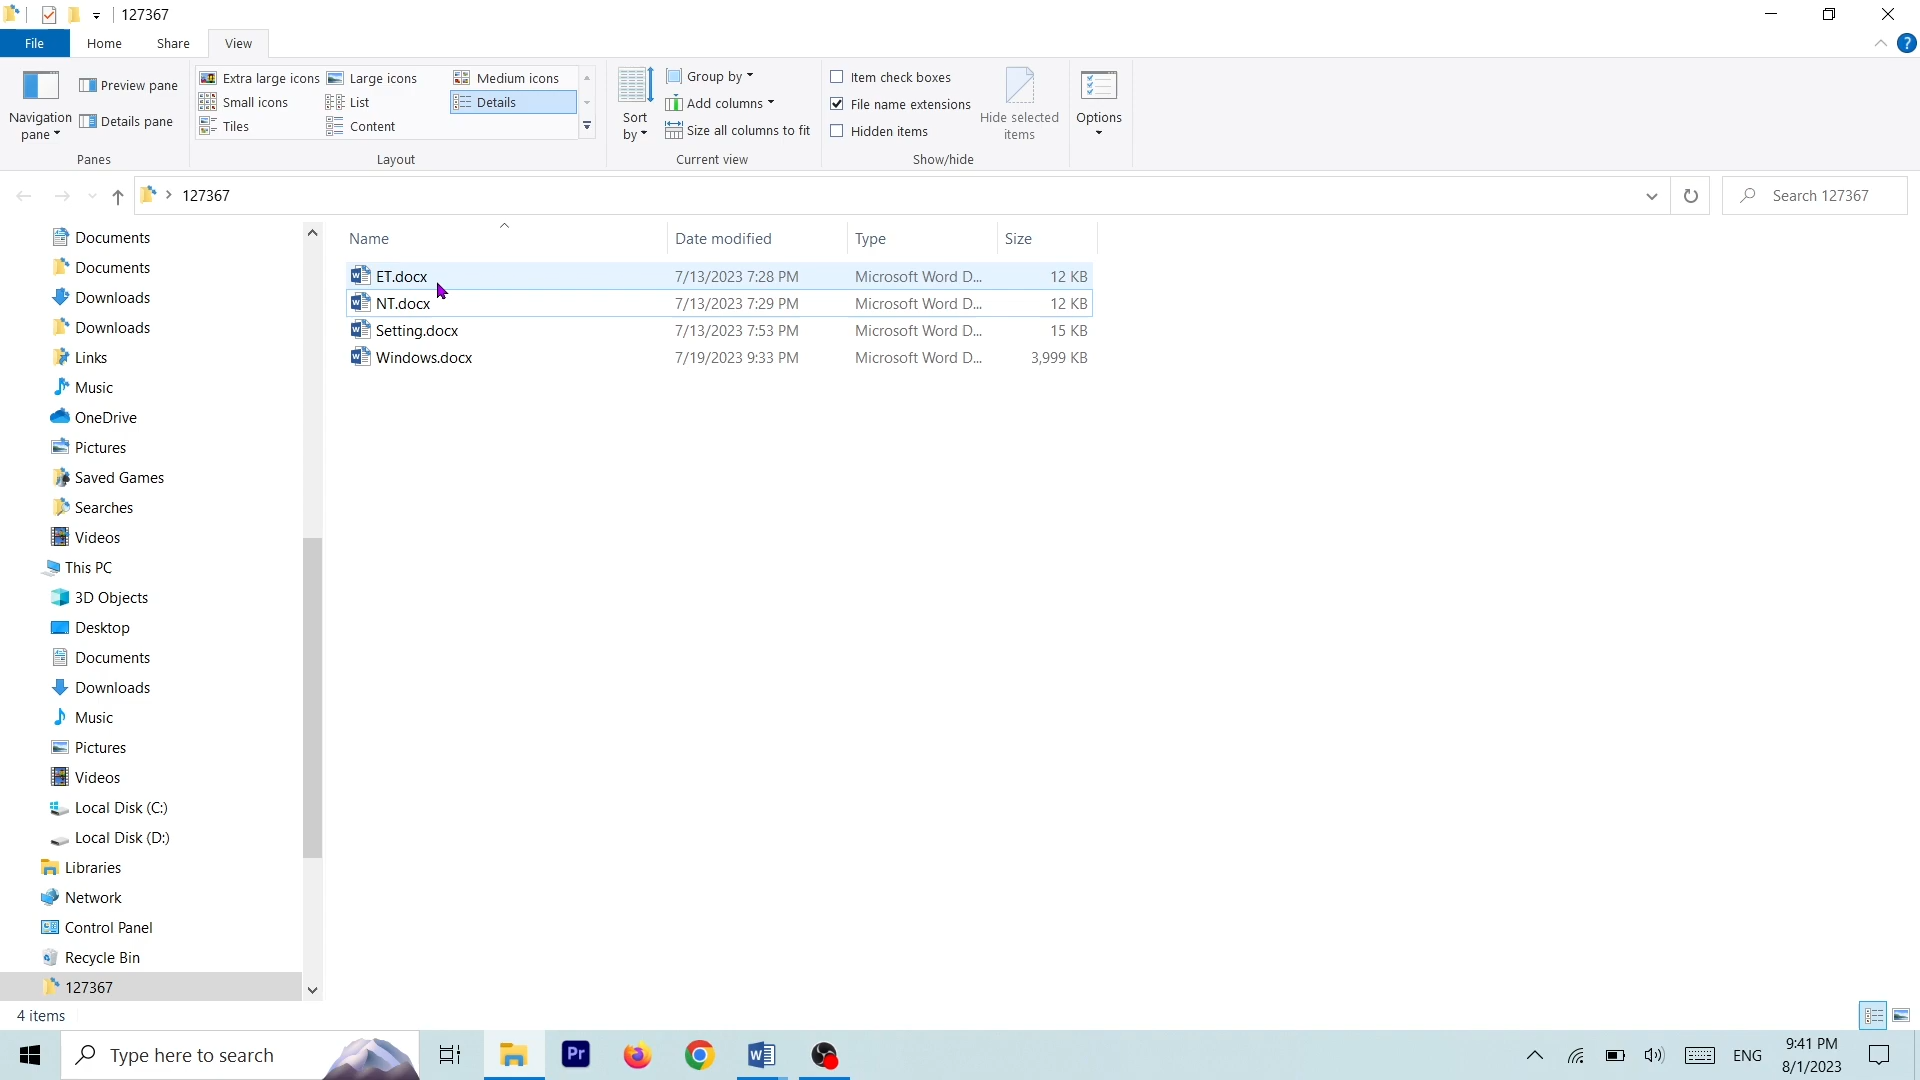 127367
File Home Share View
Preview pane
Navigation pane
Details pane
Panes
Extra large icons Large icons Medium icons
Small icons List Details
Tiles Content
Layout
Sort by
Group by
Add columns
Size all columns to fit
Current view
Item check boxes
File name extensions
Hidden items
Hide selected items
Show/hide
Options
127367
Search 127367
Documents
Documents
Downloads
Downloads
Links
Music
OneDrive
Pictures
Saved Games
Searches
Videos
This PC
3D Objects
Desktop
Documents
Downloads
Music
Pictures
Videos
Local Disk (C:)
Local Disk (D:)
Libraries
Network
Control Panel
Recycle Bin
127367
Name Date modified Type Size
ET.docx 7/13/2023 7:28 PM Microsoft Word D... 12 KB
NT.docx 7/13/2023 7:29 PM Microsoft Word D... 12 KB
Setting.docx 7/13/2023 7:53 PM Microsoft Word D... 15 KB
Windows.docx 7/19/2023 9:33 PM Microsoft Word D... 3,999 KB
4 items
Type here to search
Pr
ENG
9:41 PM
8/1/2023